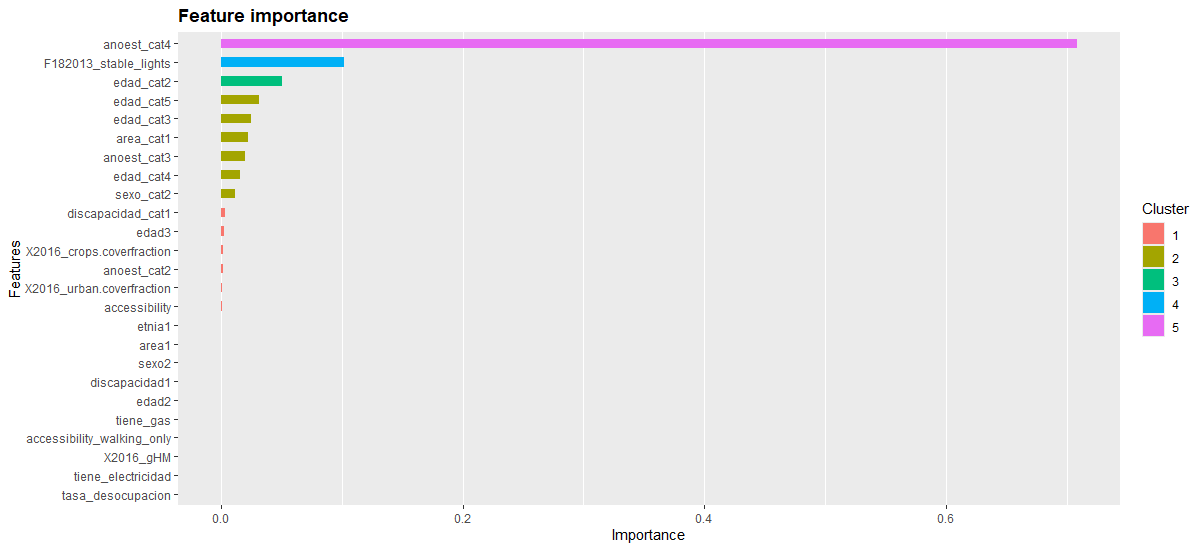 Feature importance
Features
anoest_cat4
F182013_stable_lights
edad_cat2
edad_cat5
edad_cat3
area_cat1
anoest_cat3
edad_cat4
sexo_cat2
discapacidad_cat1
edad3
X2016_crops.coverfraction
anoest_cat2
X2016_urban.coverfraction
accessibility
etnia1
area1
sexo2
discapacidad1
edad2
tiene_gas
accessibility_walking_only
X2016_gHM
tiene_electricidad
tasa_desocupacion
0.0 0.2 0.4 0.6
Importance
Cluster
1
2
3
4
5